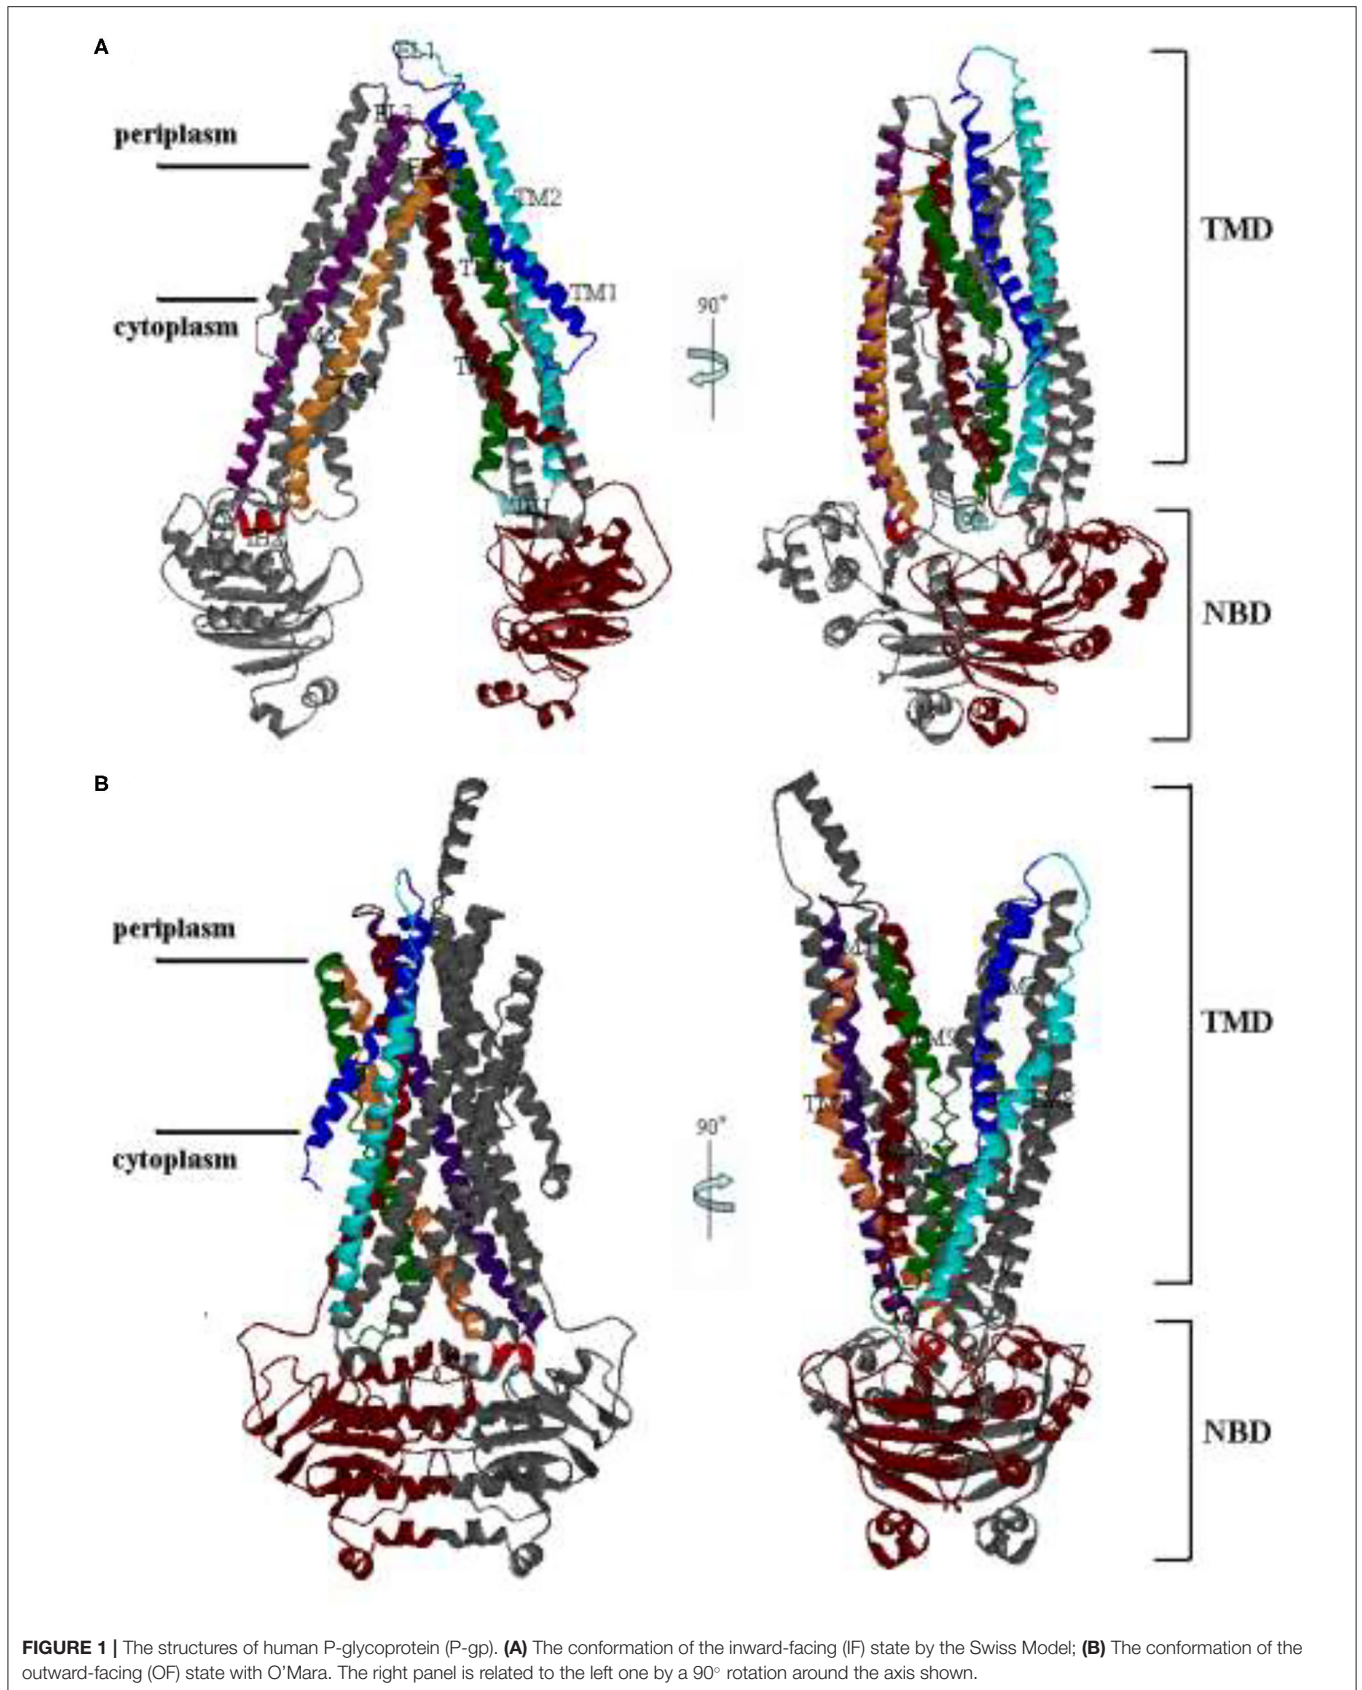 A
EL1
EL3
periplasm
TM2
TMD
TM1
cytoplasm
90°
NBD
B
periplasm
TMD
cytoplasm
90°
NBD
FIGURE 1 | The structures of human P-glycoprotein (P-gp). (A) The conformation of the inward-facing (IF) state by the Swiss Model; (B) The conformation of the
outward-facing (OF) state with O’Mara. The right panel is related to the left one by a 90° rotation around the axis shown.